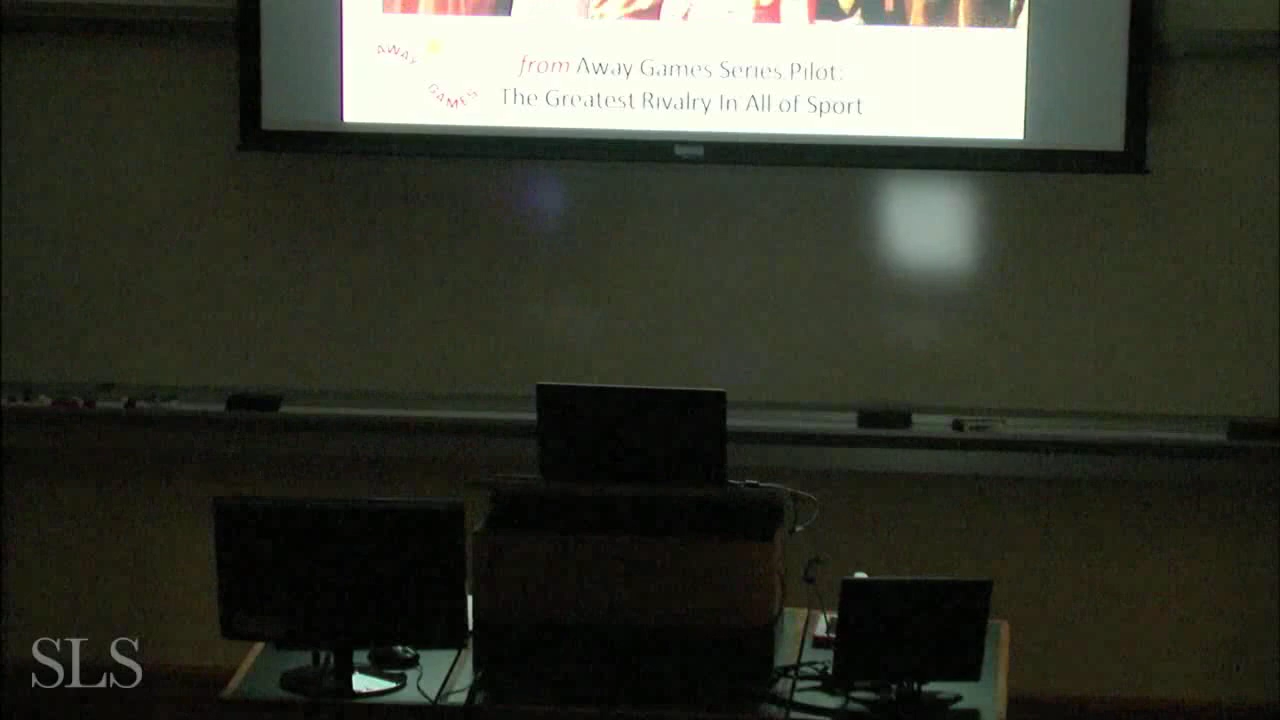 AWAY
GAMES
from Away Games Series Pilot:
The Greatest Rivalry In All of Sport
SLS